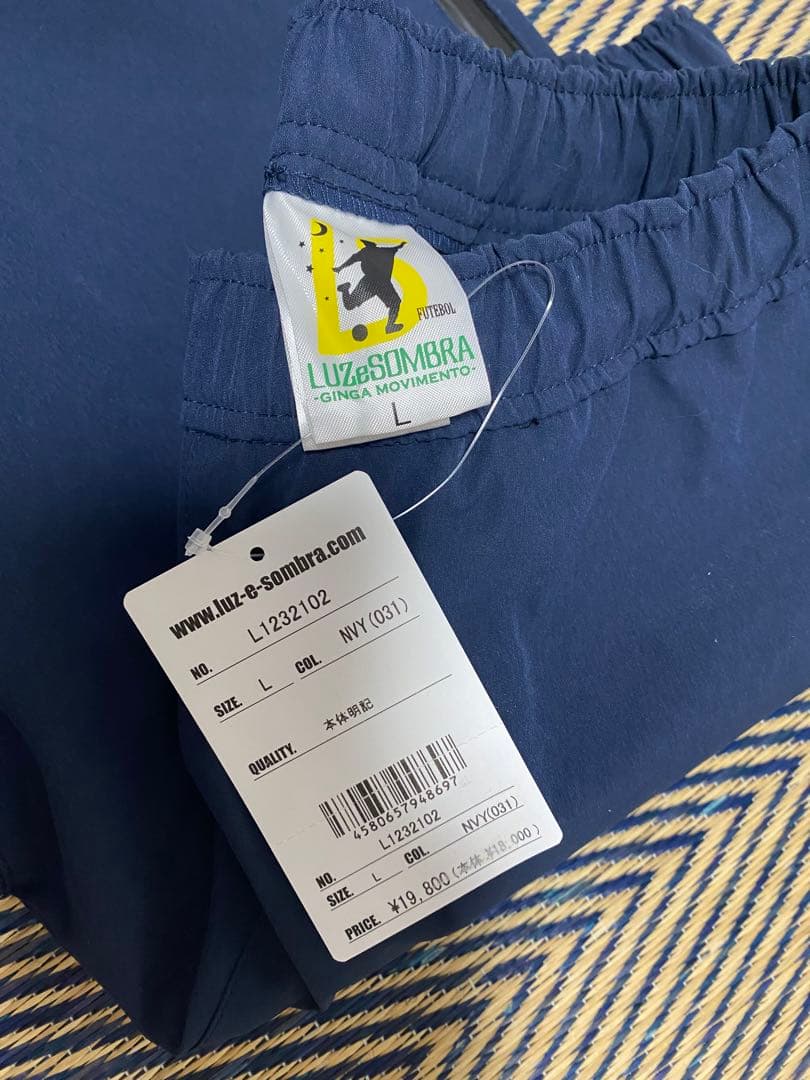 FUTEBOL
LUZeSOMBRA
-GINGA MOVIMENTO-
L
www.luz-e-sombra.com
NO. L1232102
SIZE. L COL. NVY(031)
QUALITY. 本体明記
4580657948697
NO. L1232102
SIZE. L COL. NVY(031)
PRICE. ¥19,800(本体 ¥18,000)